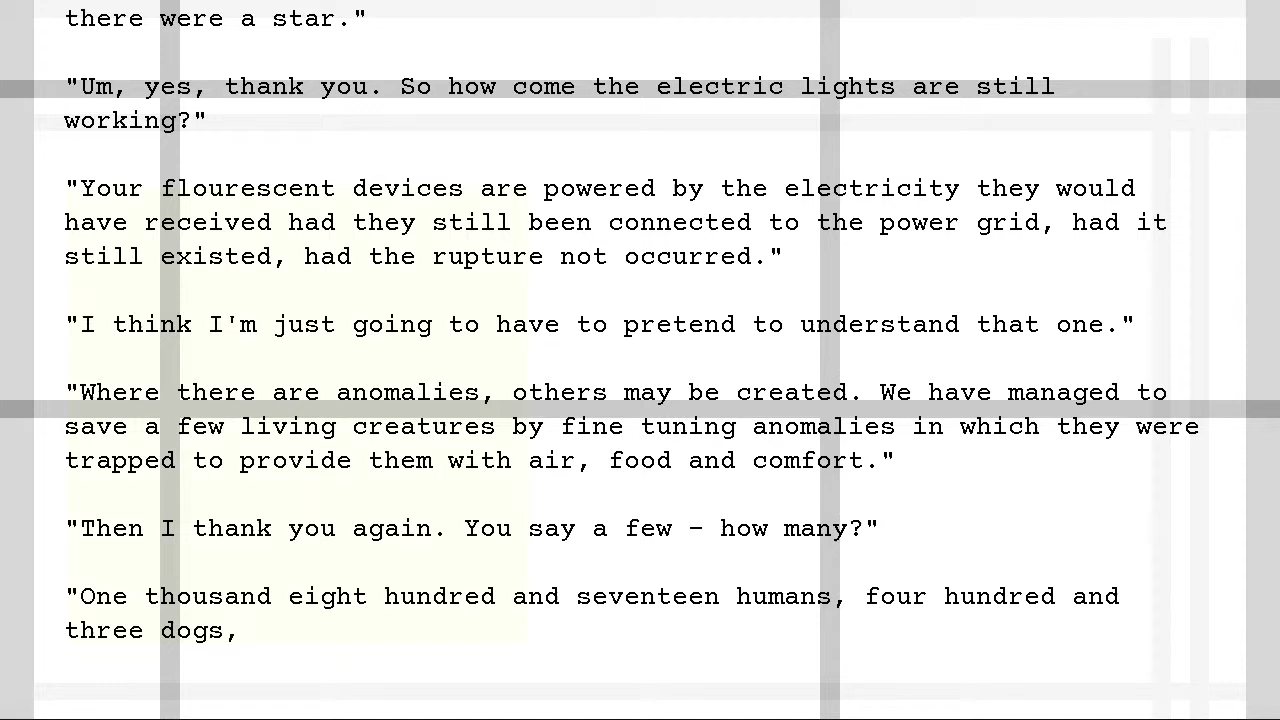 there were a star."
"Um, yes, thank you. So how come the electric lights are still
working?"
"Your flourescent devices are powered by the electricity they would
have received had they still been connected to the power grid, had it
still existed, had the rupture not occurred."
"I think I'm just going to have to pretend to understand that one."
"Where there are anomalies, others may be created. We have managed to
save a few living creatures by fine tuning anomalies in which they were
trapped to provide them with air, food and comfort."
"Then I thank you again. You say a few – how many?"
"One thousand eight hundred and seventeen humans, four hundred and
three dogs,